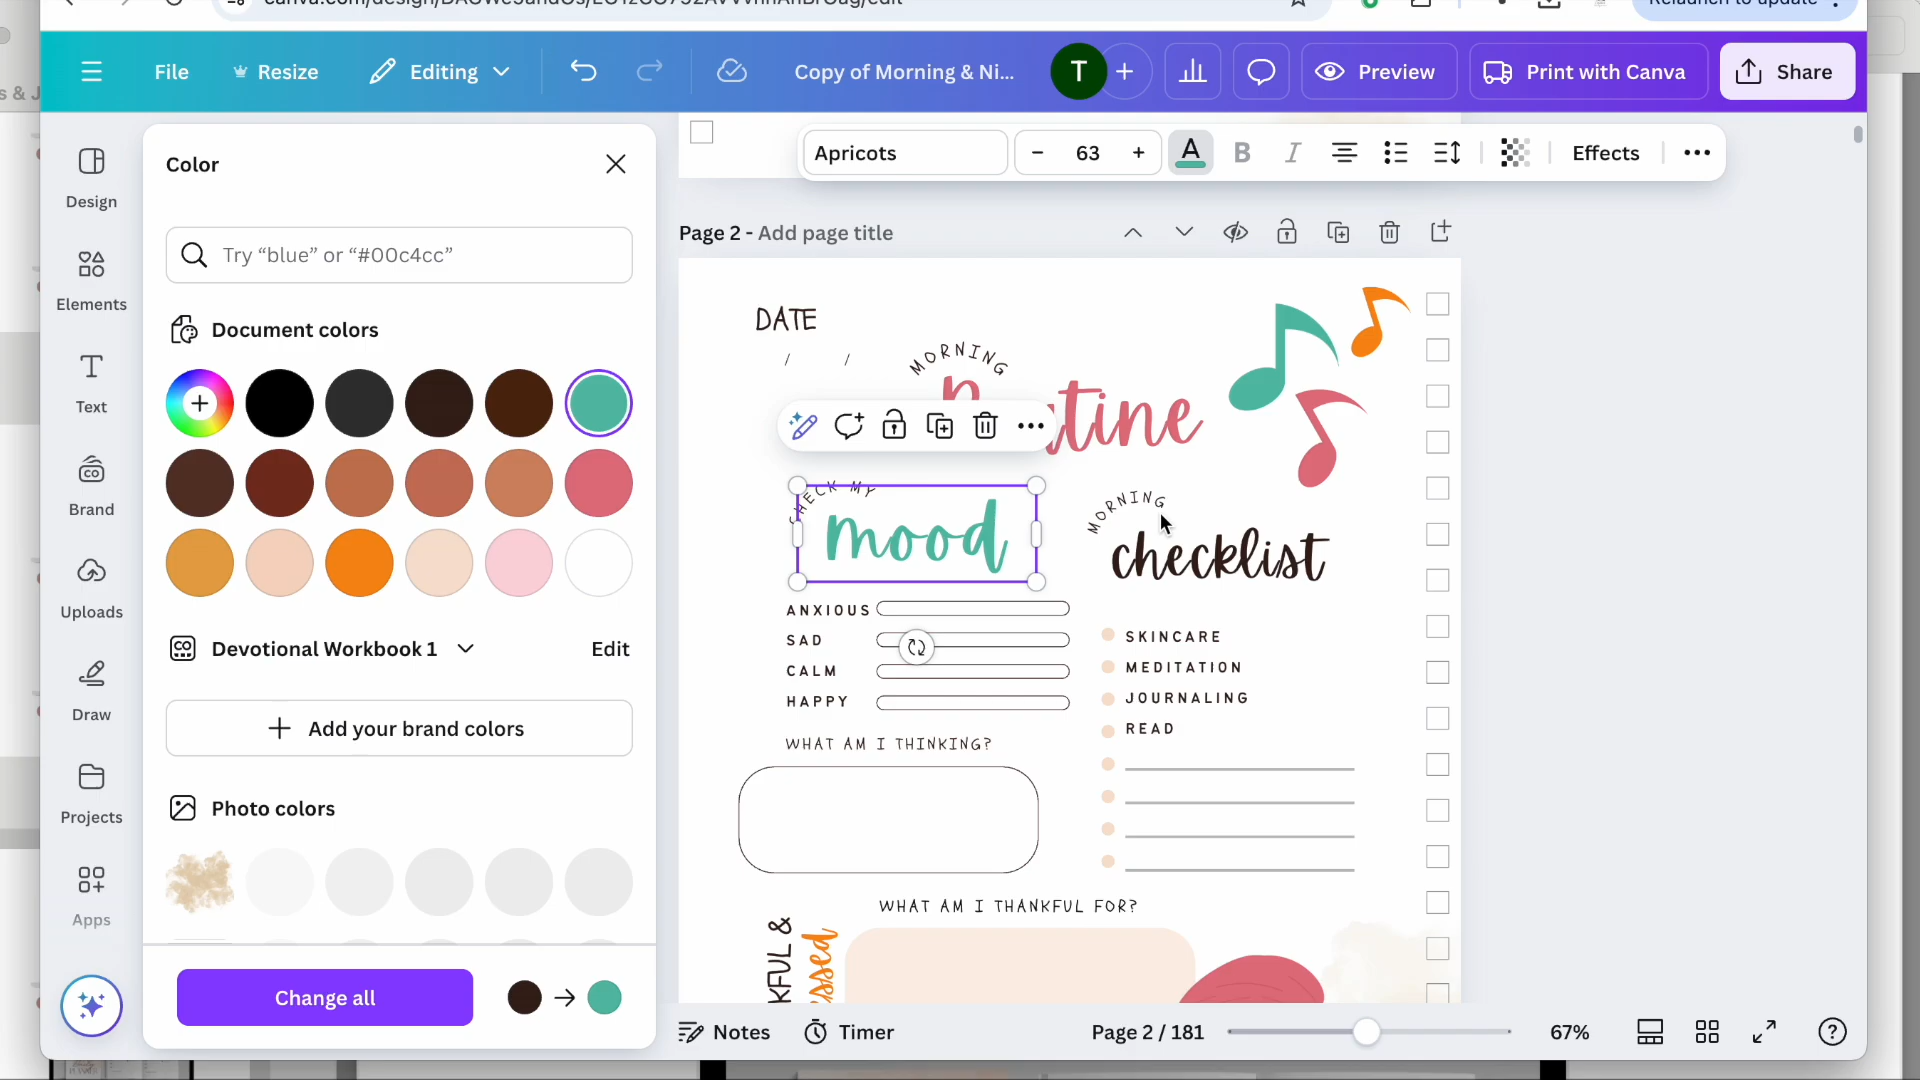 File
Resize
Editing
Copy of Morning & Ni...
T
Preview
Print with Canva
Share
Design
Elements
Text
Brand
Uploads
Draw
Projects
Apps
Color
Try “blue” or “#00c4cc”
Document colors
Devotional Workbook 1
Edit
Add your brand colors
Photo colors
Change all
Apricots
63
A
B
I
Effects
Page 2 - Add page title
DATE
/ /
MORNING
tine
CHECK MY
mood
MORNING
checklist
ANXIOUS
SAD
CALM
HAPPY
SKINCARE
MEDITATION
JOURNALING
READ
WHAT AM I THINKING?
WHAT AM I THANKFUL FOR?
KFUL &
ssed
Notes
Timer
Page 2 / 181
67%